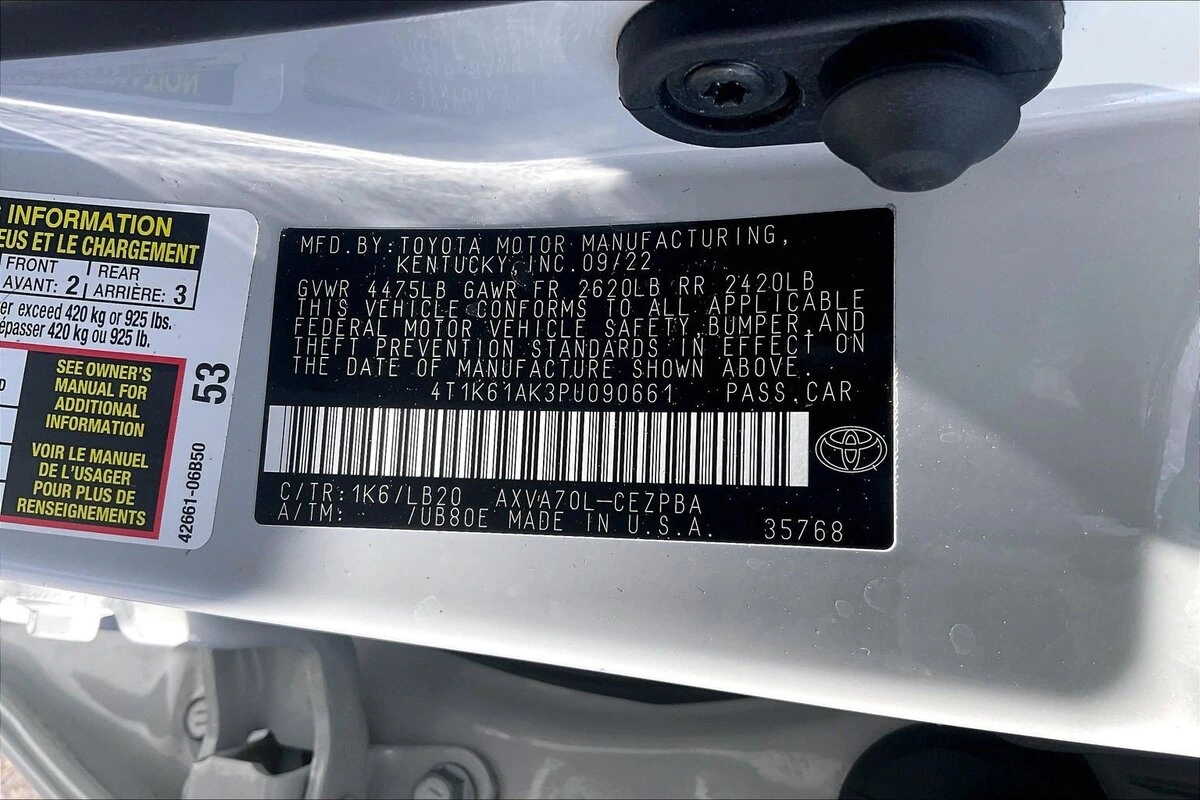 INFORMATION
EUS ET LE CHARGEMENT
FRONT
AVANT: 2
REAR
ARRIÈRE: 3
er exceed 420 kg or 925 lbs.
épasser 420 kg ou 925 lb.
SEE OWNER'S
MANUAL FOR
ADDITIONAL
INFORMATION
VOIR LE MANUEL
DE L'USAGER
POUR PLUS DE
RENSEIGNEMENTS
53
42661-06B50
MFD.BY:TOYOTA MOTOR MANUFACTURING,
KENTUCKY,INC.09/22
GVWR 4475LB GAWR FR 2620LB RR 2420LB
THIS VEHICLE CONFORMS TO ALL APPLICABLE
FEDERAL MOTOR VEHICLE SAFETY,BUMPER,AND
THEFT PREVENTION STANDARDS IN EFFECT ON
THE DATE OF MANUFACTURE SHOWN ABOVE.
4T1K61AK3PU090661 PASS.CAR
C/TR:1K6/LB20 AXVA70L-CEZPBA
A/TM: /UB80E MADE IN U.S.A. 35768